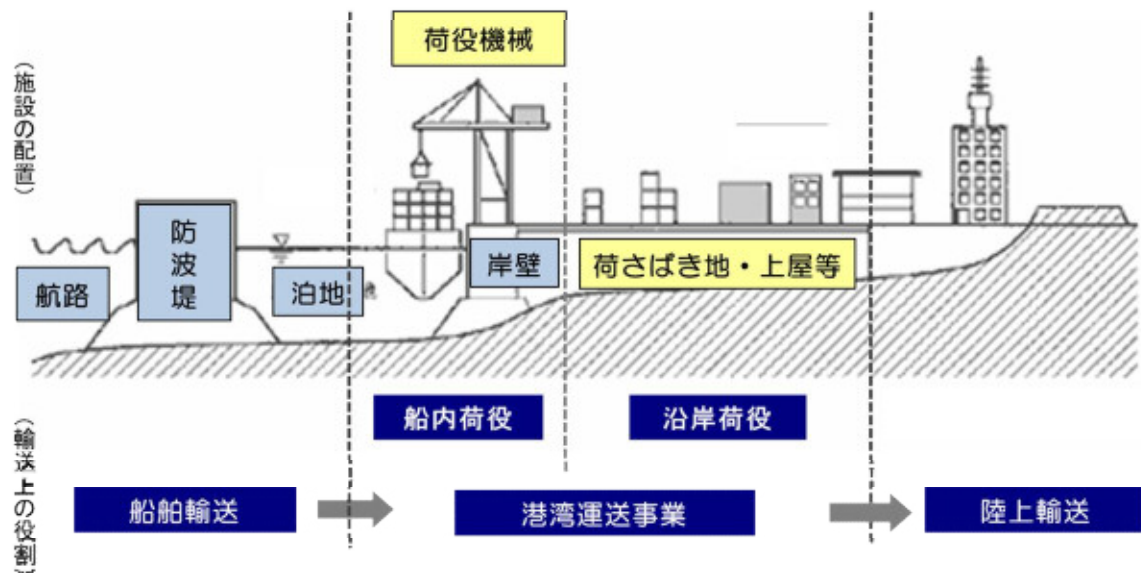 荷役機械
（施設の配置）
防波堤
航路
泊地
岸壁
荷さばき地・上屋等
船内荷役
沿岸荷役
（輸送上の役割
船舶輸送
港湾運送事業
陸上輸送